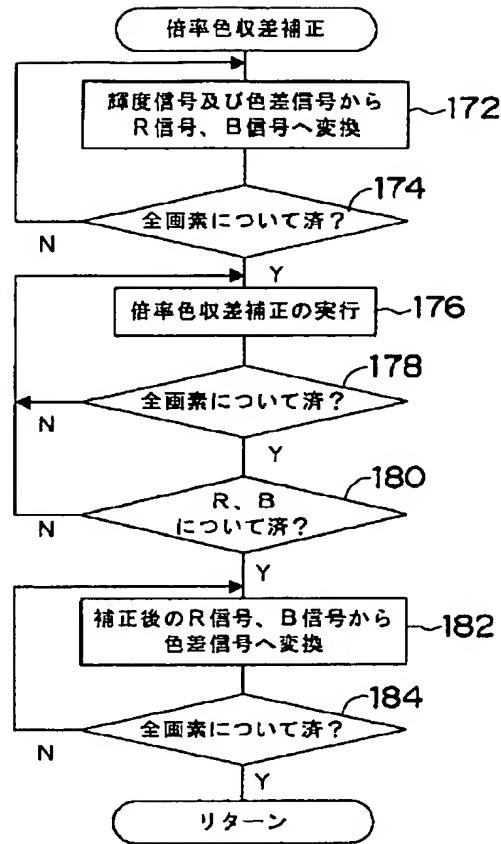 倍率色収差補正
輝度信号及び色差信号から
R信号、B信号へ変換
172
174
全画素について済?
N
Y
倍率色収差補正の実行
176
178
全画素について済?
N
Y
180
R、B
について済?
N
Y
補正後のR信号、B信号から
色差信号へ変換
182
184
全画素について済?
N
Y
リターン